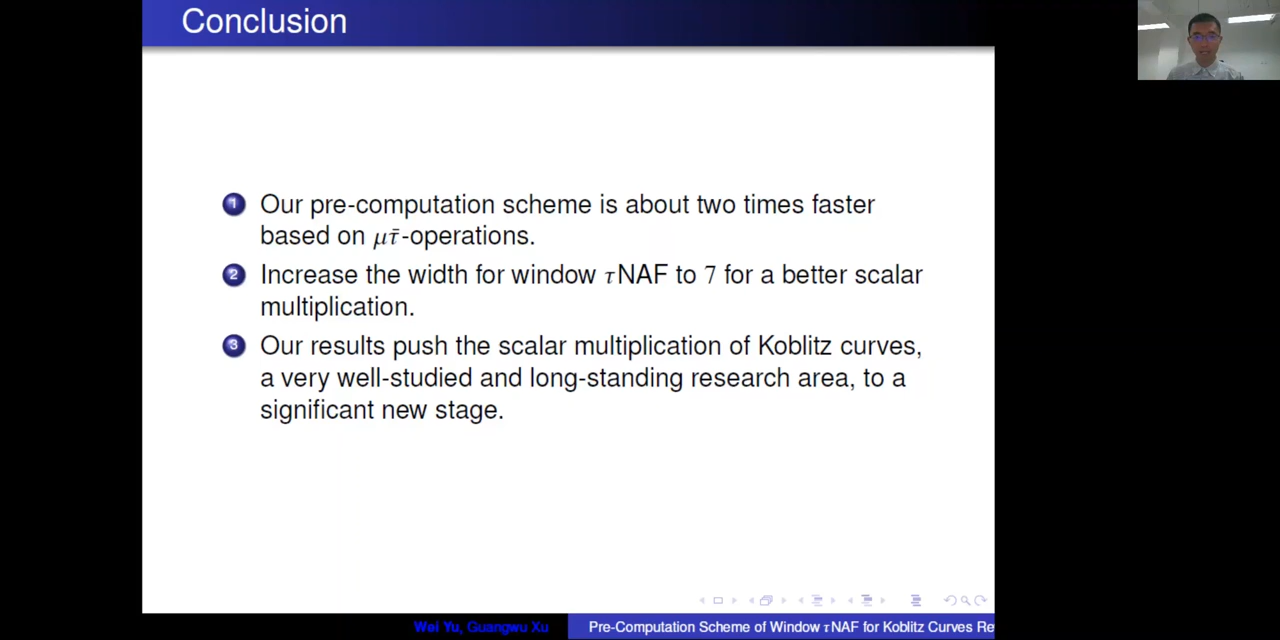 Conclusion
1 Our pre-computation scheme is about two times faster
based on μτ̄-operations.
2 Increase the width for window τNAF to 7 for a better scalar
multiplication.
3 Our results push the scalar multiplication of Koblitz curves,
a very well-studied and long-standing research area, to a
significant new stage.
Wei Yu, Guangwu Xu Pre-Computation Scheme of Window τNAF for Koblitz Curves Re